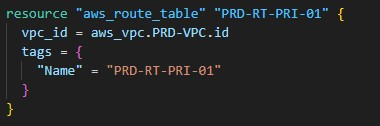 resource "aws_route_table" "PRD-RT-PRI-01" {
  vpc_id = aws_vpc.PRD-VPC.id
  tags = {
    "Name" = "PRD-RT-PRI-01"
  }
}